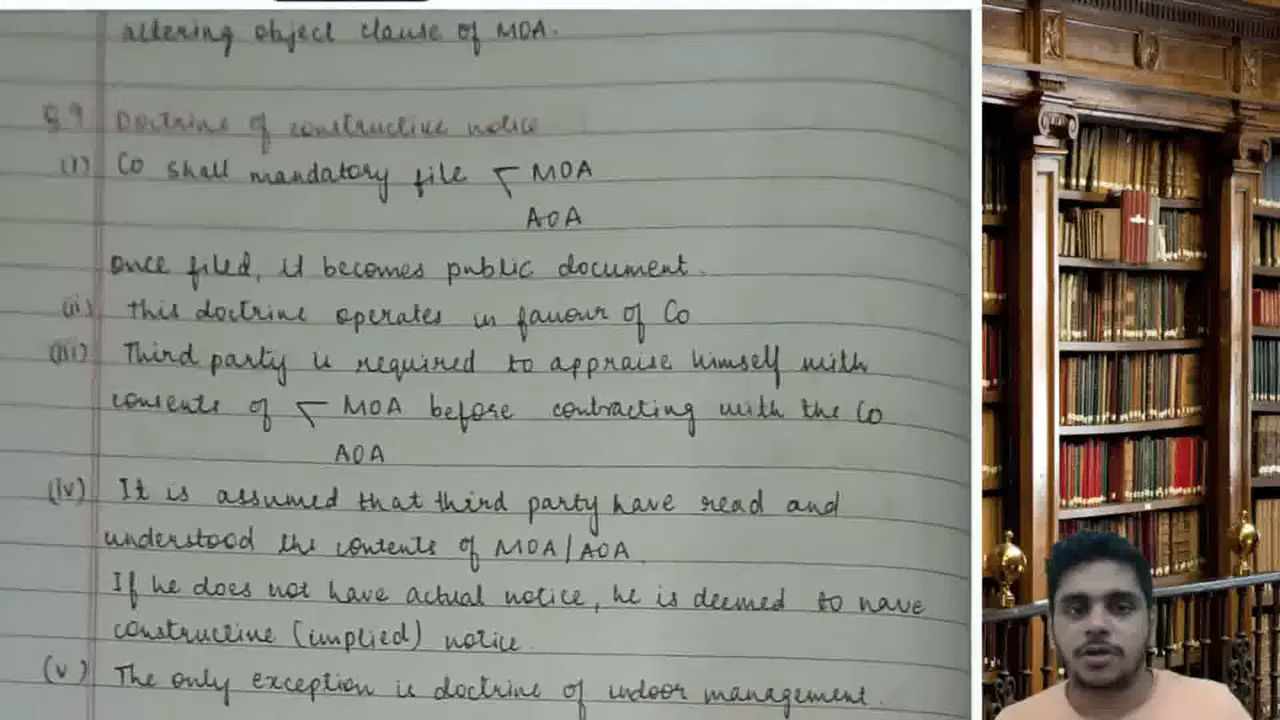 altering object clause of MOA.
Q9 Doctrine of constructive notice
(i) Co shall mandatory file MOA
AOA
once filed, it becomes public document.
(ii) this doctrine operates in favour of Co
(iii) Third party is required to appraise himself with
contents of MOA before contracting with the Co
AOA
(iv) It is assumed that third party have read and
understood the contents of MOA/AOA.
If he does not have actual notice, he is deemed to have
constructive (implied) notice.
(v) The only exception is doctrine of indoor management.